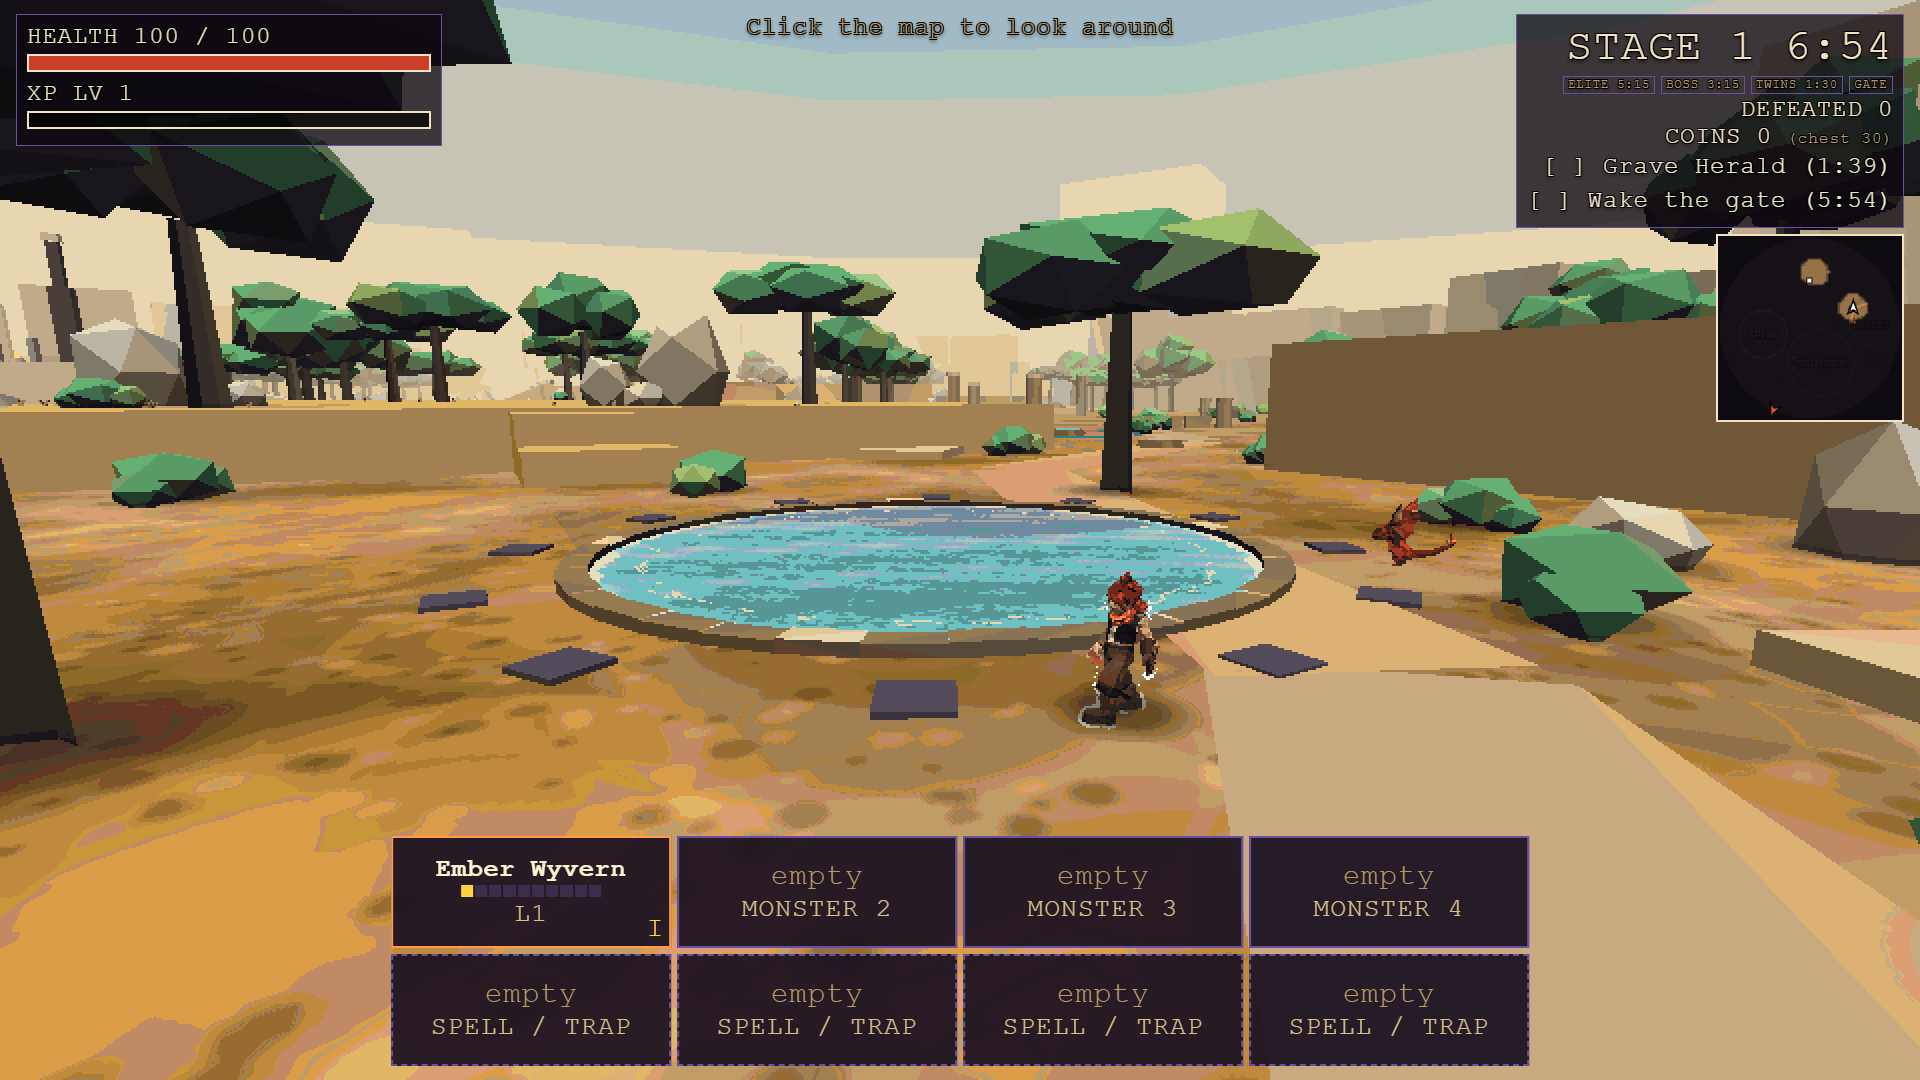 HEALTH 100 / 100
XP LV 1
Click the map to look around
STAGE 1 6:54
ELITE 5:15 BOSS 3:15 TWINS 1:30 GATE
DEFEATED 0
COINS 0 (chest 30)
[ ] Grave Herald (1:39)
[ ] Wake the gate (5:54)
Ember Wyvern
L1
I
empty
MONSTER 2
empty
MONSTER 3
empty
MONSTER 4
empty
SPELL / TRAP
empty
SPELL / TRAP
empty
SPELL / TRAP
empty
SPELL / TRAP